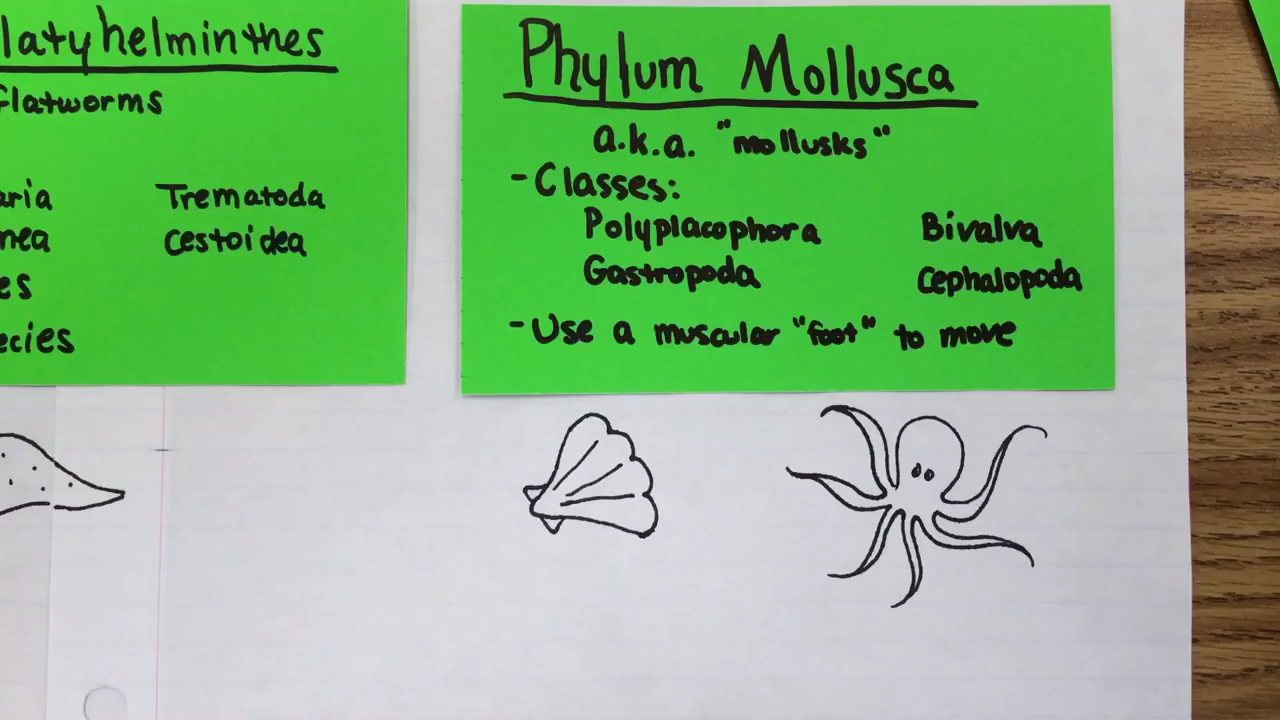 latyhelminthes
flatworms
aria Trematoda
nea Cestoidea
es
ecies
Phylum Mollusca
a.k.a. "mollusks"
- Classes:
Polyplacophora Bivalva
Gastropoda Cephalopoda
- Use a muscular "foot" to move